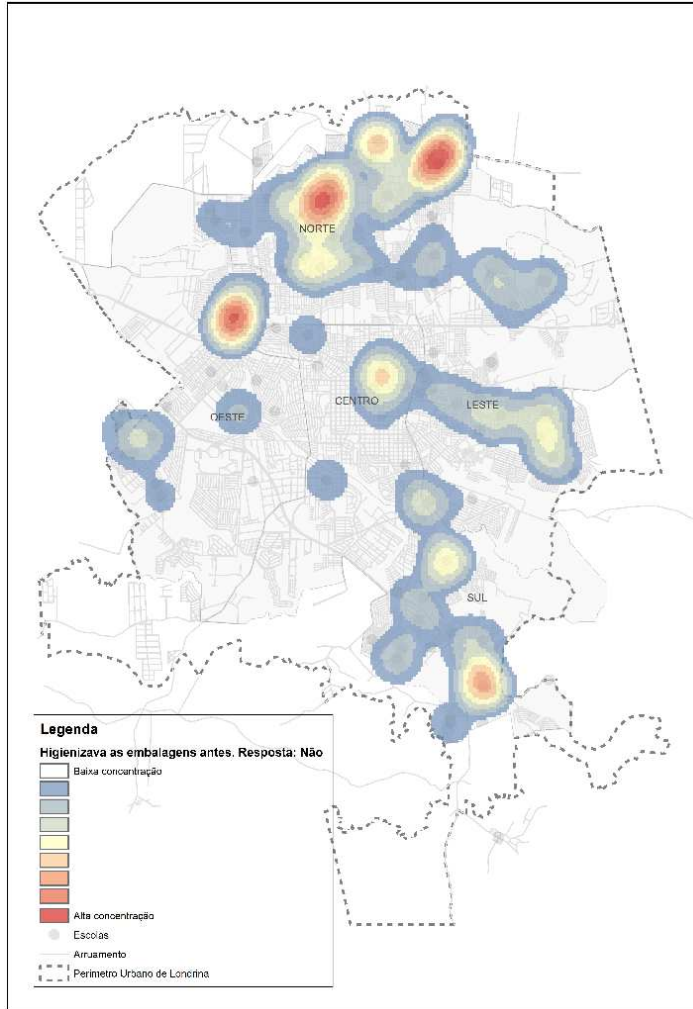 NORTE
CENTRO
LESTE
OESTE
SUL
Legenda
Higienizava as embalagens antes. Resposta: Não
Baixa concentração
Alta concentração
Escolas
Arruamento
Perímetro Urbano de Londrina